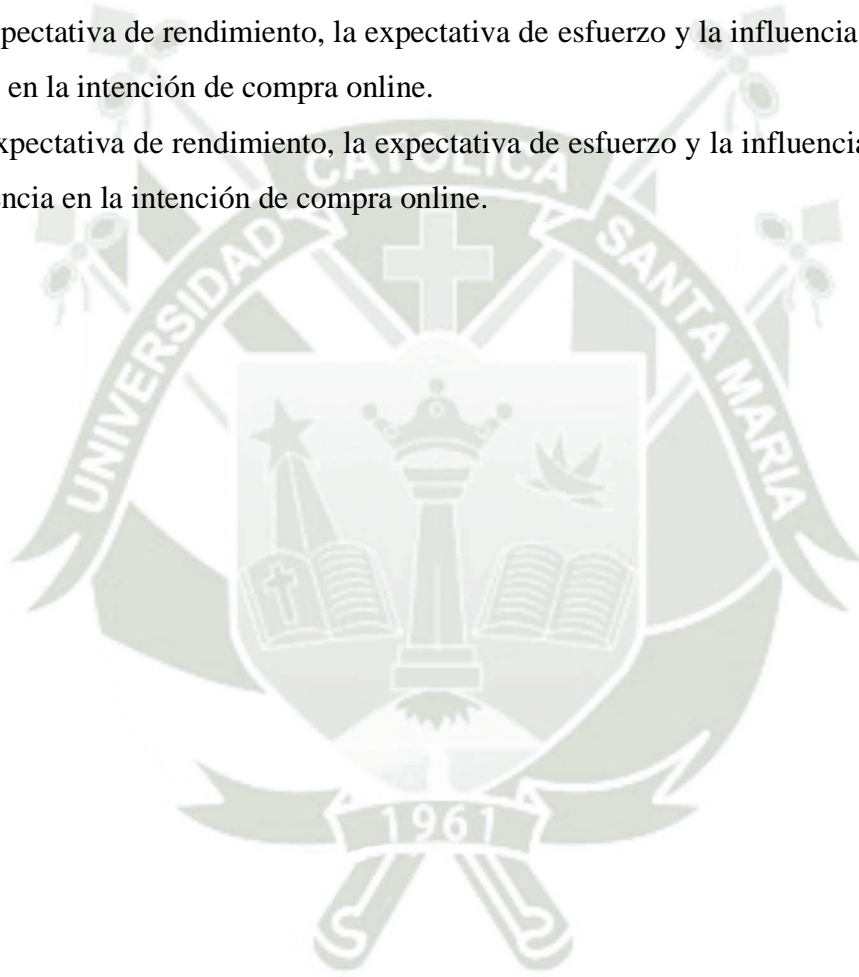 pectativa de rendimiento, la expectativa de esfuerzo y la influencia
en la intención de compra online.
xpectativa de rendimiento, la expectativa de esfuerzo y la influencia
encia en la intención de compra online.
UNIVERSIDAD CATOLICA SANTA MARIA
1961